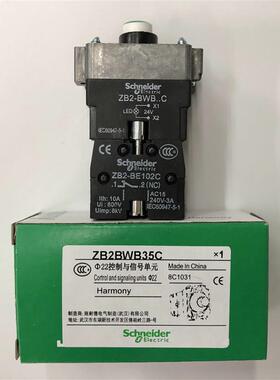 Schneider
Electric
ZB2-BWB..C
X1
LED
24V
X2
IEC60947-5-1
Schneider
Electric
ZB2-BE102C
.1 .2 (NC)
Ith: 10A
Ui: 600V
Uimp: 6kV
AC15
240V-3A
IEC60947-5-1
ZB2BWB35C
×1
Φ22控制与信号单元
Control and signaling units Φ22
Harmony
Made in China
8C1031
Schneider
Electric